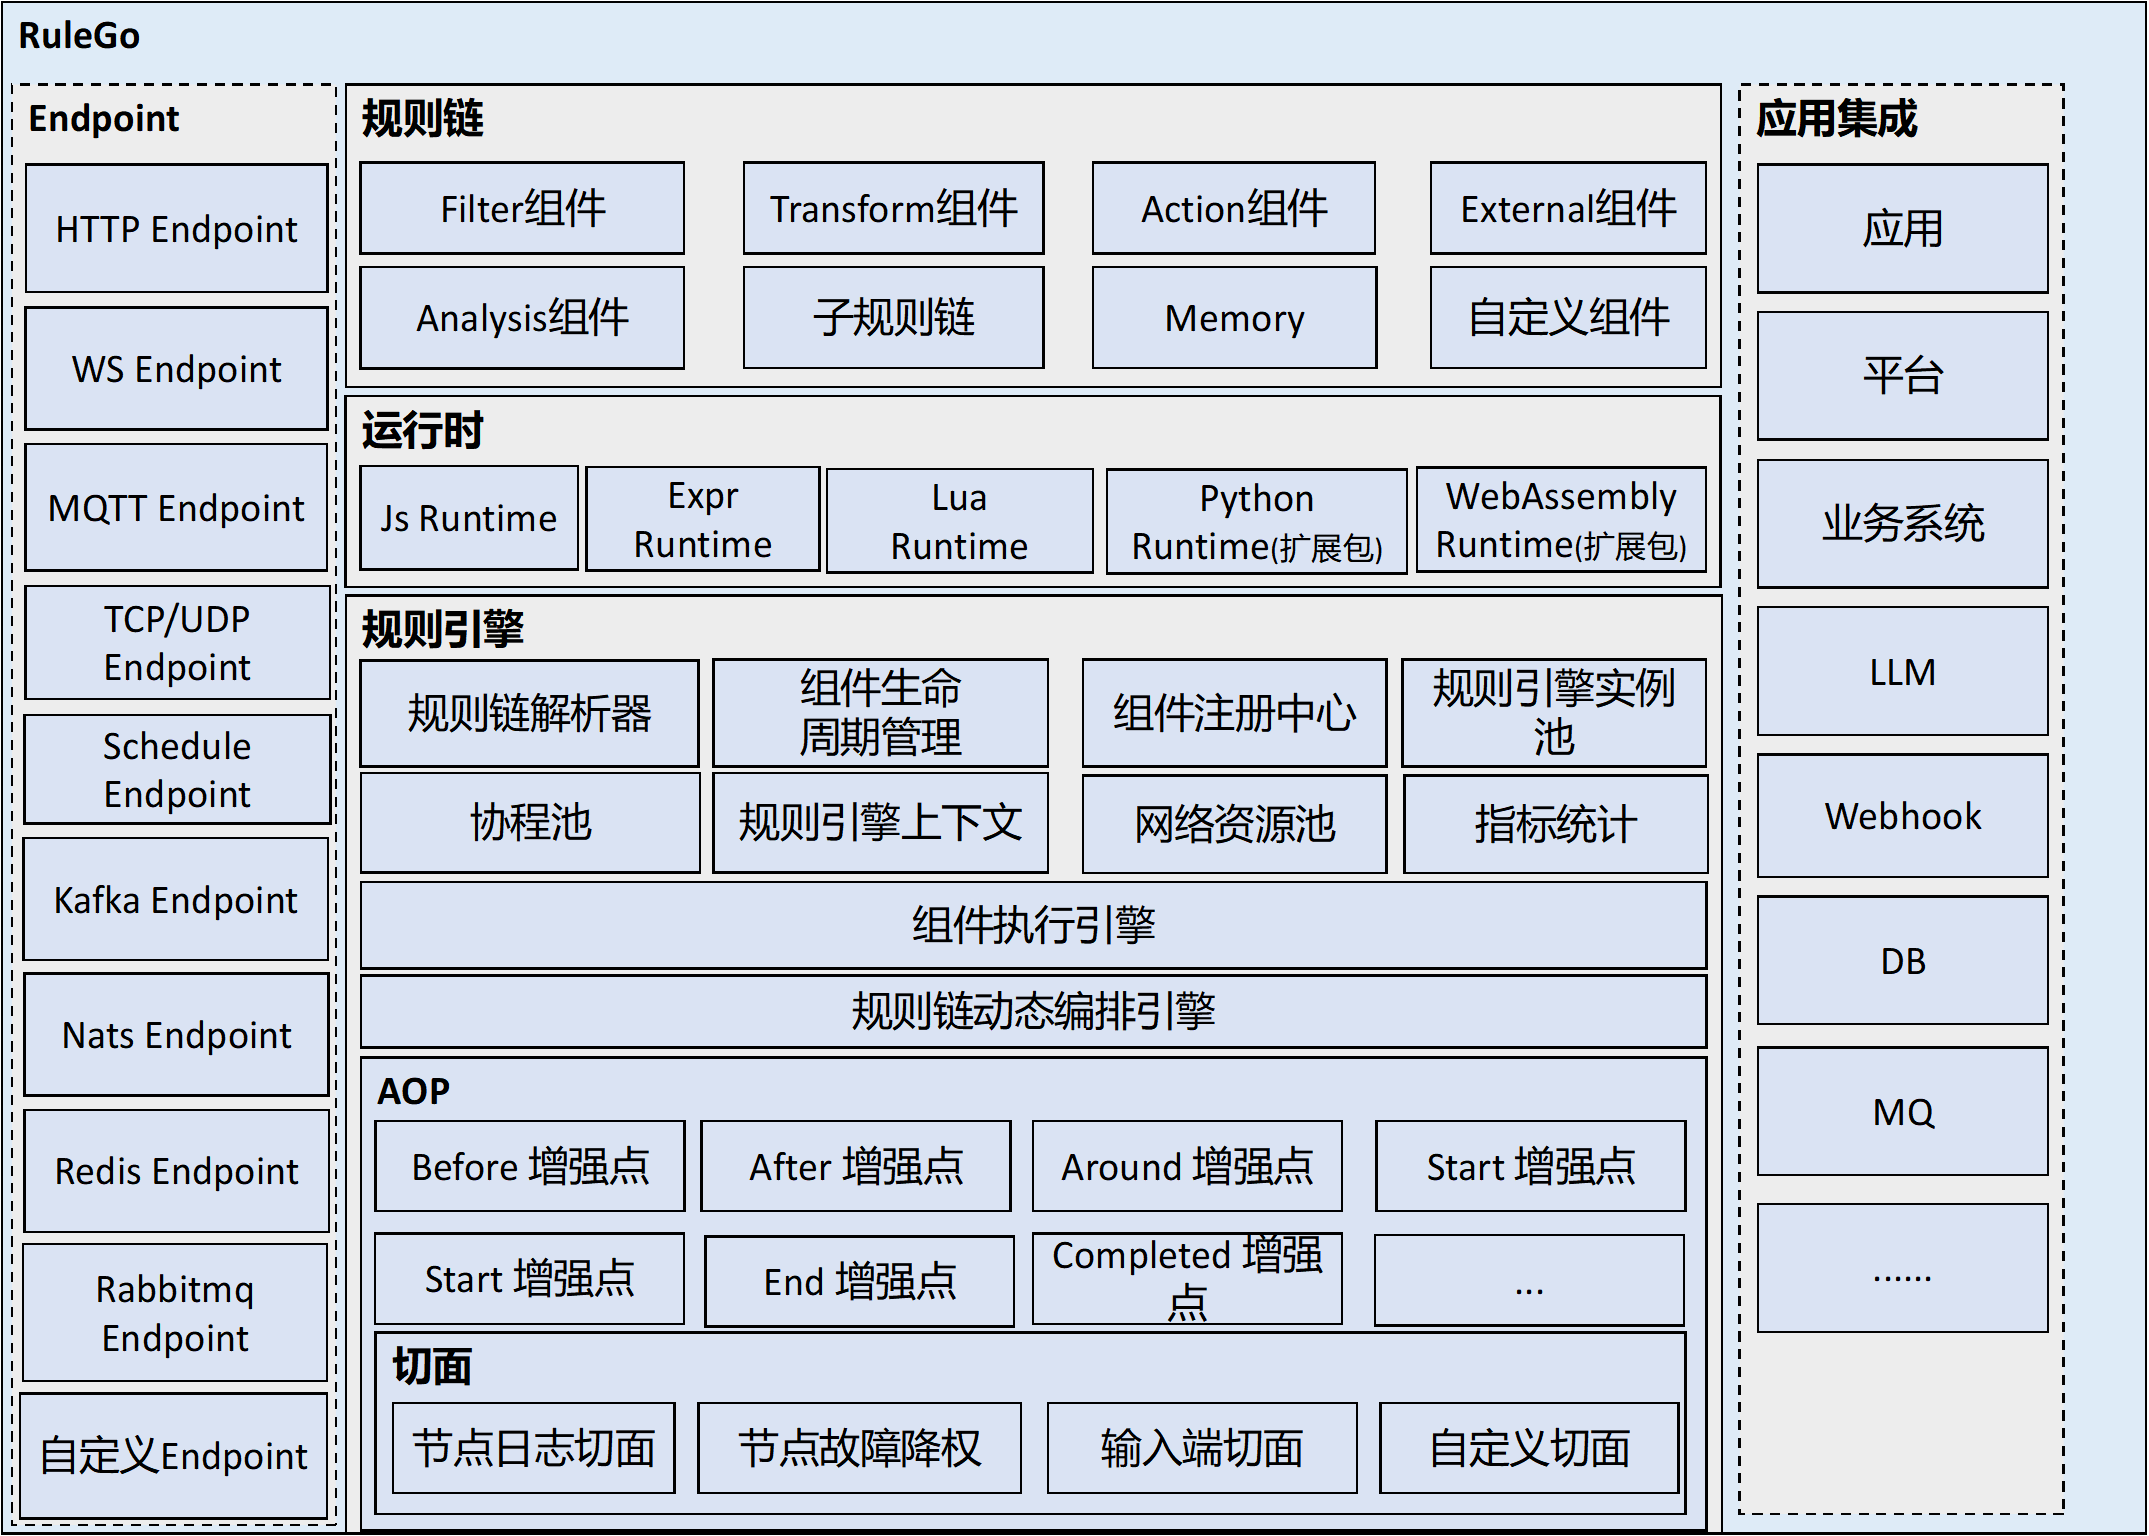 RuleGo
Endpoint
HTTP Endpoint
WS Endpoint
MQTT Endpoint
TCP/UDP
Endpoint
Schedule
Endpoint
Kafka Endpoint
Nats Endpoint
Redis Endpoint
Rabbitmq
Endpoint
自定义Endpoint
规则链
Filter组件
Transform组件
Action组件
External组件
Analysis组件
子规则链
Memory
自定义组件
运行时
Js Runtime
Expr
Runtime
Lua
Runtime
Python
Runtime(扩展包)
WebAssembly
Runtime(扩展包)
规则引擎
规则链解析器
组件生命
周期管理
组件注册中心
规则引擎实例
池
协程池
规则引擎上下文
网络资源池
指标统计
组件执行引擎
规则链动态编排引擎
AOP
Before 增强点
After 增强点
Around 增强点
Start 增强点
Start 增强点
End 增强点
Completed 增强
点
...
切面
节点日志切面
节点故障降权
输入端切面
自定义切面
应用集成
应用
平台
业务系统
LLM
Webhook
DB
MQ
......